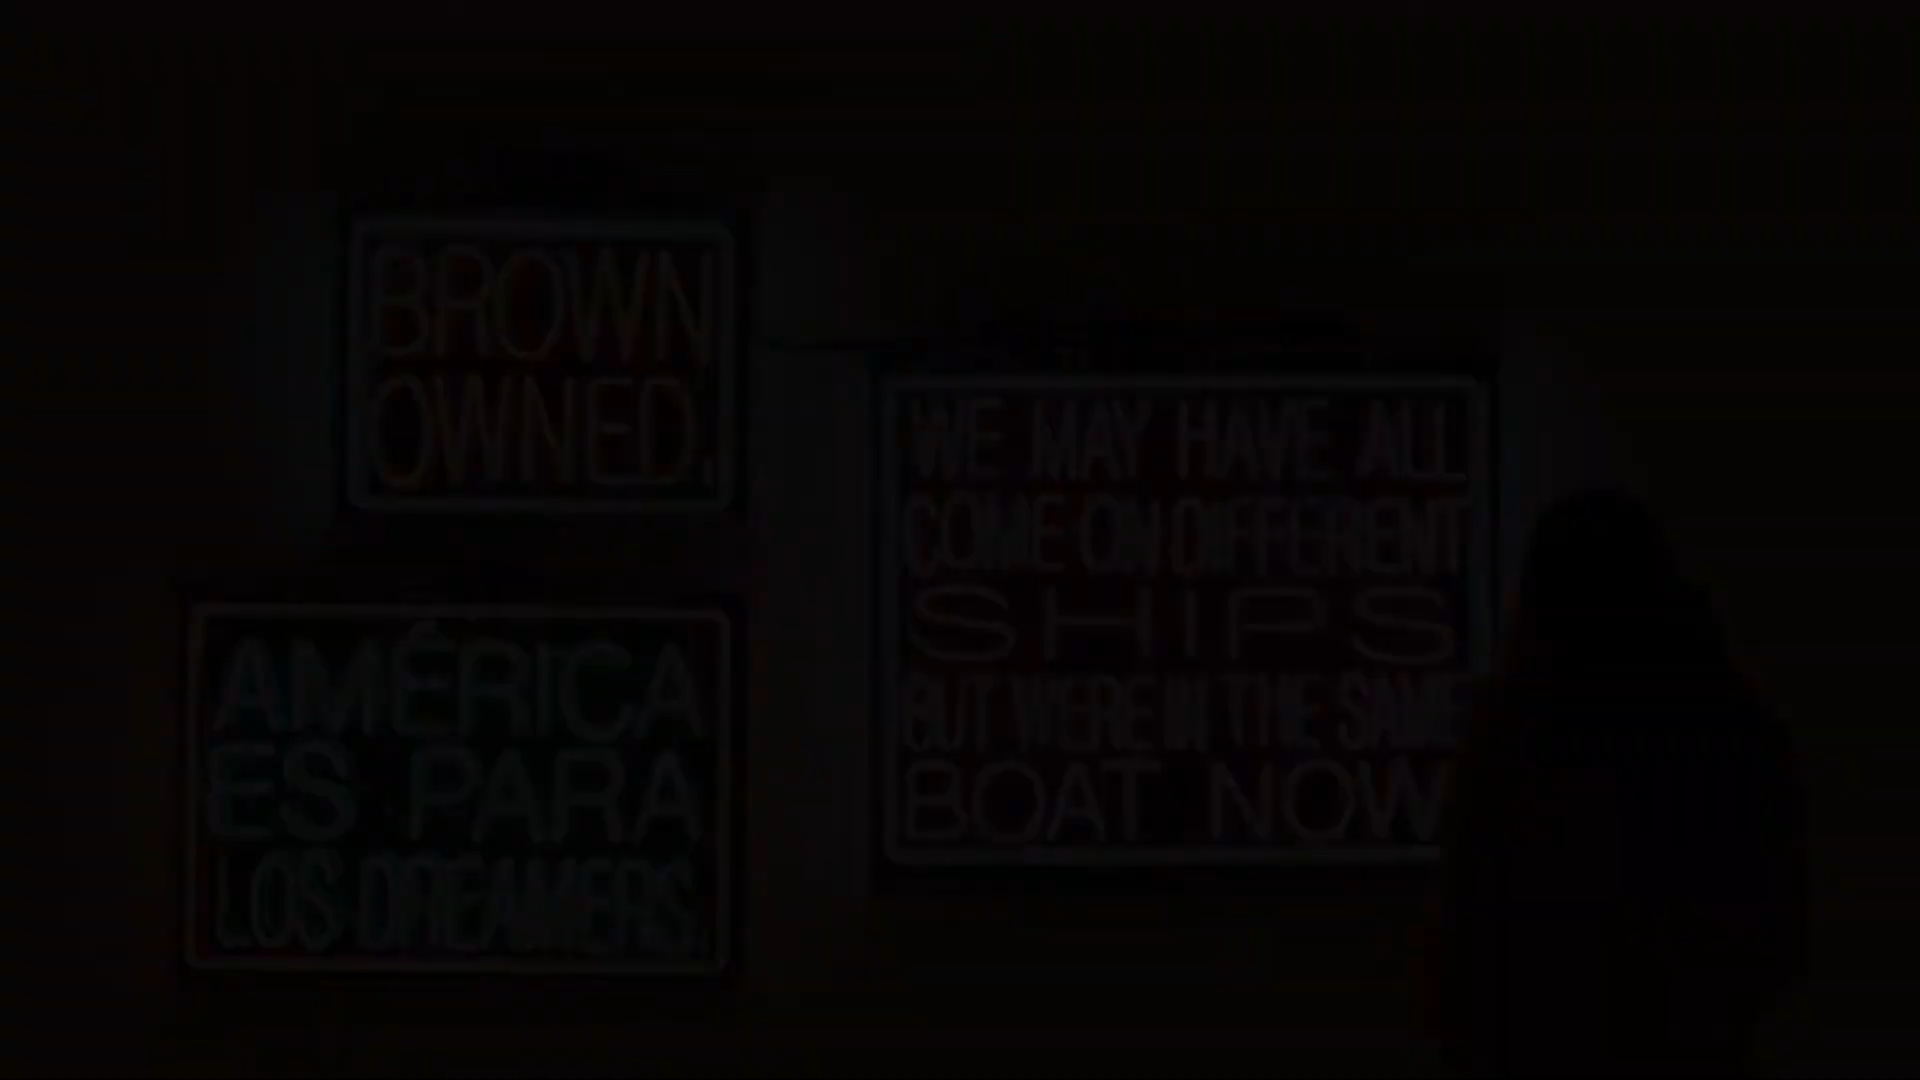 BROWN
OWNED.
AMÉRICA
ES PARA
LOS DREAMERS.
WE MAY HAVE ALL
COME ON DIFFERENT
SHIPS
BUT WE'RE IN THE SAME
BOAT NOW